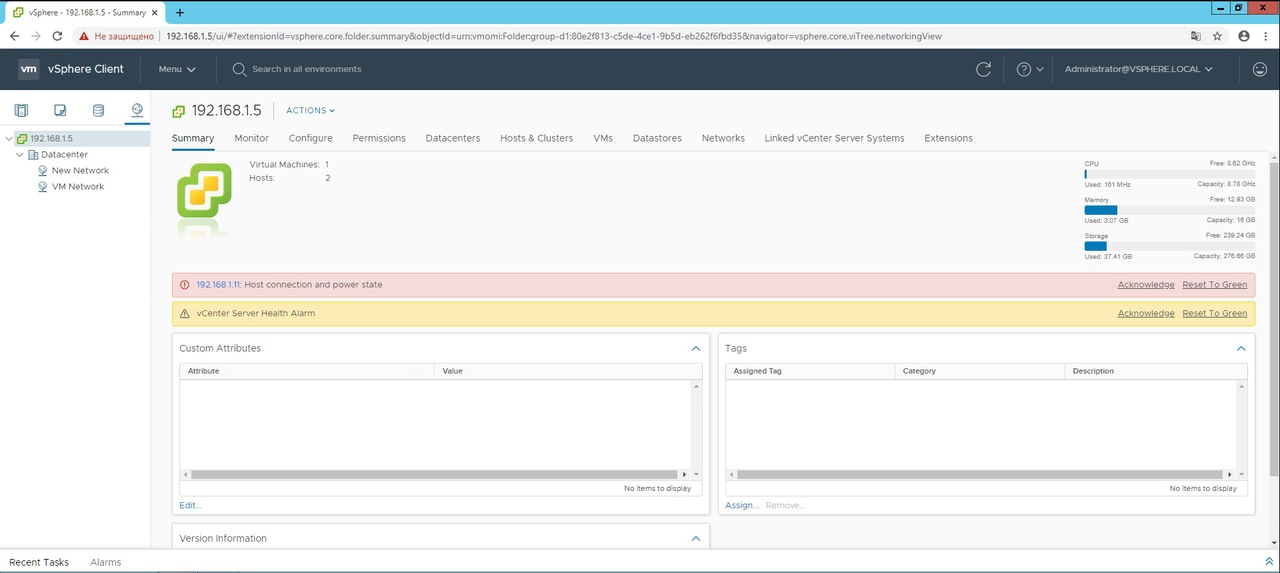 vSphere - 192.168.1.5 - Summary
Не защищено 192.168.1.5/ui/#?extensionId=vsphere.core.folder.summary&objectId=urn:vmomi:Folder:group-d1:80e2f813-c5de-4ce1-9b5d-eb262f6fbd35&navigator=vsphere.core.viTree.networkingView
vm vSphere Client Menu Search in all environments Administrator@VSPHERE.LOCAL
192.168.1.5
Datacenter
New Network
VM Network
192.168.1.5 ACTIONS
Summary Monitor Configure Permissions Datacenters Hosts & Clusters VMs Datastores Networks Linked vCenter Server Systems Extensions
Virtual Machines: 1
Hosts: 2
CPU Free: 8.62 GHz
Used: 161 MHz Capacity: 8.78 GHz
Memory Free: 12.93 GB
Used: 3.07 GB Capacity: 16 GB
Storage Free: 239.24 GB
Used: 37.41 GB Capacity: 276.66 GB
192.168.1.11: Host connection and power state Acknowledge Reset To Green
vCenter Server Health Alarm Acknowledge Reset To Green
Custom Attributes
Attribute Value
No items to display
Edit...
Tags
Assigned Tag Category Description
No items to display
Assign... Remove...
Version Information
Recent Tasks Alarms